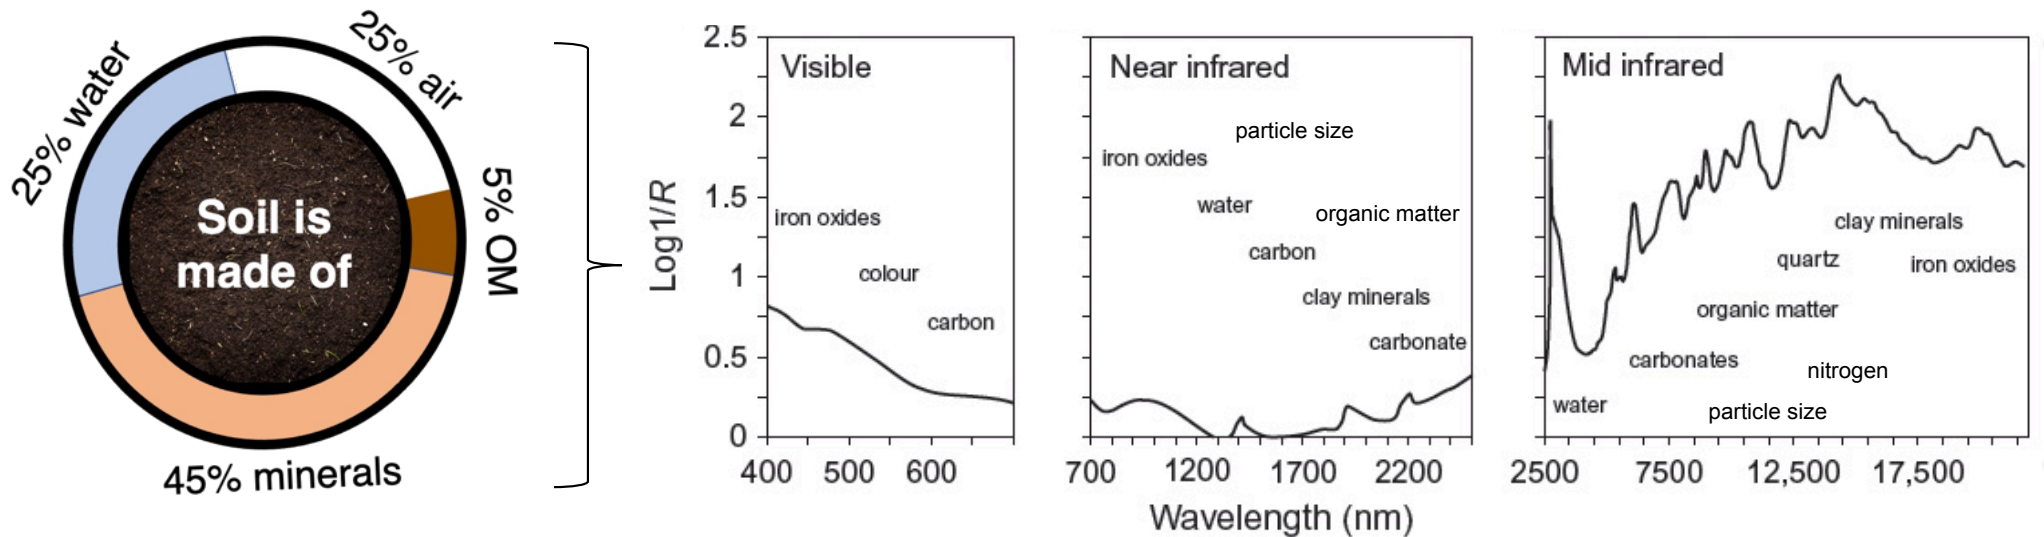 25% water
25% air
5% OM
45% minerals
Soil is
made of
Log1/R
2.5
2
1.5
1
0.5
0
Visible
iron oxides
colour
carbon
400 500 600
Near infrared
particle size
iron oxides
water
organic matter
carbon
clay minerals
carbonate
700 1200 1700 2200
Mid infrared
clay minerals
quartz
iron oxides
organic matter
carbonates
nitrogen
water
particle size
2500 7500 12,500 17,500
Wavelength (nm)